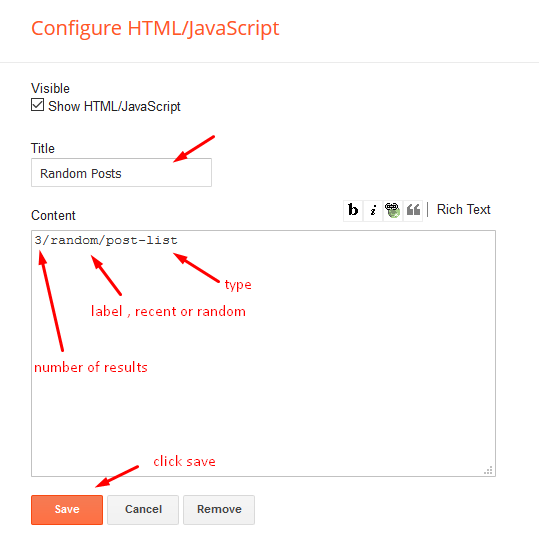 Configure HTML/JavaScript
Visible
Show HTML/JavaScript
Title
Random Posts
Content
b i Rich Text
3/random/post-list
type
label , recent or random
number of results
click save
Save Cancel Remove